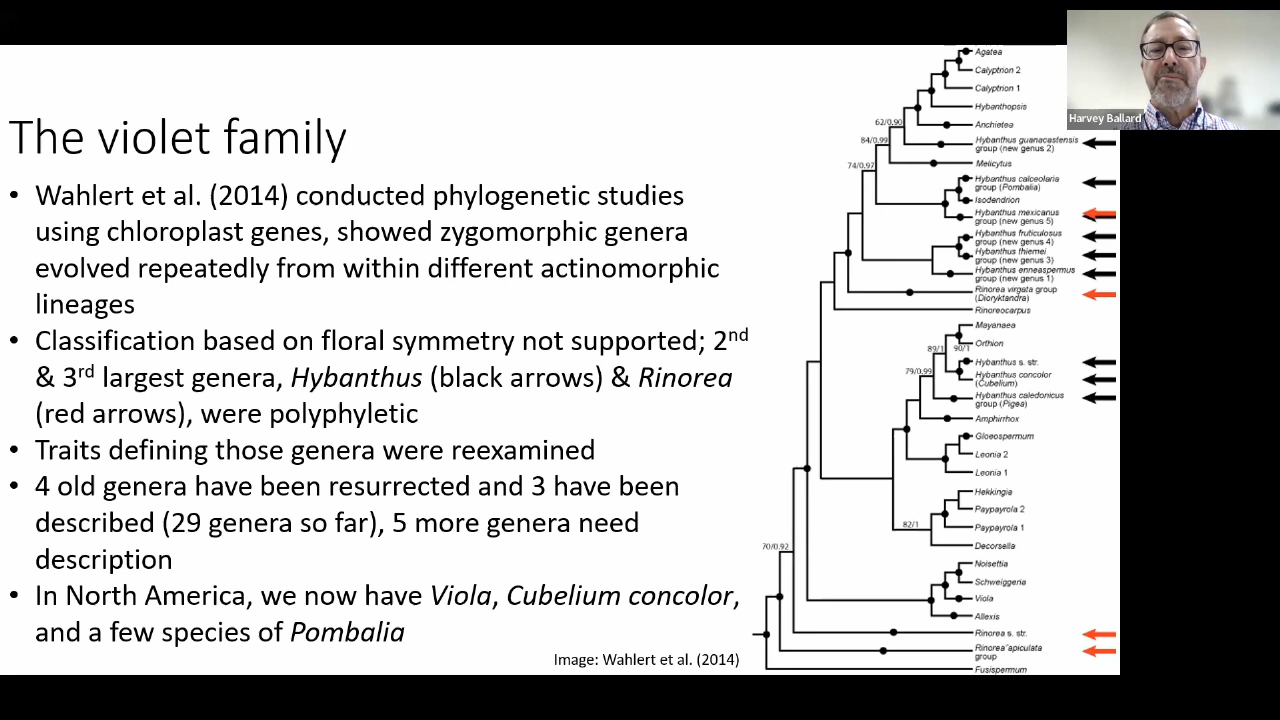 The violet family
• Wahlert et al. (2014) conducted phylogenetic studies
using chloroplast genes, showed zygomorphic genera
evolved repeatedly from within different actinomorphic
lineages
• Classification based on floral symmetry not supported; 2nd
& 3rd largest genera, Hybanthus (black arrows) & Rinorea
(red arrows), were polyphyletic
• Traits defining those genera were reexamined
• 4 old genera have been resurrected and 3 have been
described (29 genera so far), 5 more genera need
description
• In North America, we now have Viola, Cubelium concolor,
and a few species of Pombalia
Image: Wahlert et al. (2014)
Agatea
Calyptrion 2
Calyptrion 1
Hybanthopsis
62/0.90
Anchietea
84/0.99
Hybanthus guanacastensis
group (new genus 2)
74/0.97
Melicytus
Hybanthus calceolaria
group (Pombalia)
Isodendrion
Hybanthus mexicanus
group (new genus 5)
Hybanthus fruticulosus
group (new genus 4)
Hybanthus thiemei
group (new genus 3)
Hybanthus enneaspermus
group (new genus 1)
Rinorea virgata group
(Dioryktandra)
Rinoreocarpus
Mayanaea
Orthion
89/1
90/1
Hybanthus s. str.
79/0.99
Hybanthus concolor
(Cubelium)
Hybanthus caledonicus
group (Pigea)
Amphirrhox
Gloeospermum
Leonia 2
Leonia 1
Hekkingia
Paypayrola 2
82/1
Paypayrola 1
Decorsella
70/0.92
Noisettia
Schweiggeria
Viola
Allexis
Rinorea s. str.
Rinorea apiculata
group
Fusispermum
Harvey Ballard